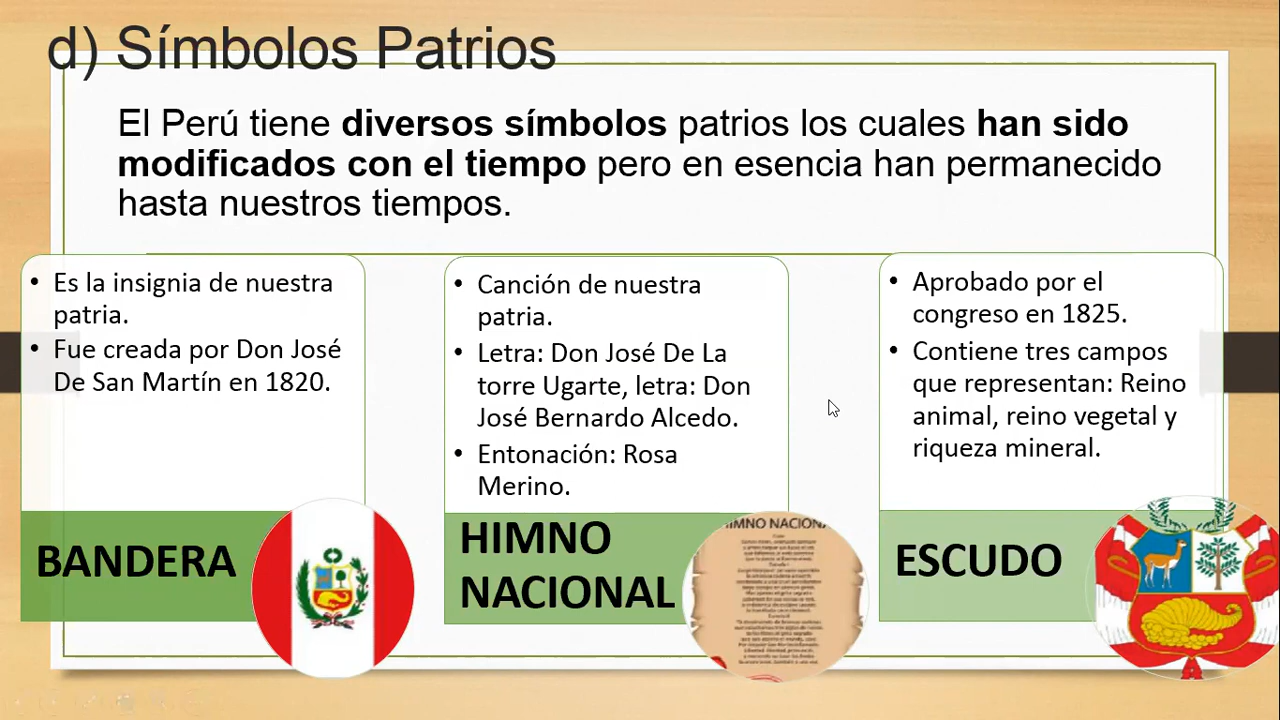 d) Símbolos Patrios
El Perú tiene diversos símbolos patrios los cuales han sido
modificados con el tiempo pero en esencia han permanecido
hasta nuestros tiempos.
• Es la insignia de nuestra
patria.
• Fue creada por Don José
De San Martín en 1820.
BANDERA
• Canción de nuestra
patria.
• Letra: Don José De La
torre Ugarte, letra: Don
José Bernardo Alcedo.
• Entonación: Rosa
Merino.
HIMNO
NACIONAL
IMNO NACION
• Aprobado por el
congreso en 1825.
• Contiene tres campos
que representan: Reino
animal, reino vegetal y
riqueza mineral.
ESCUDO